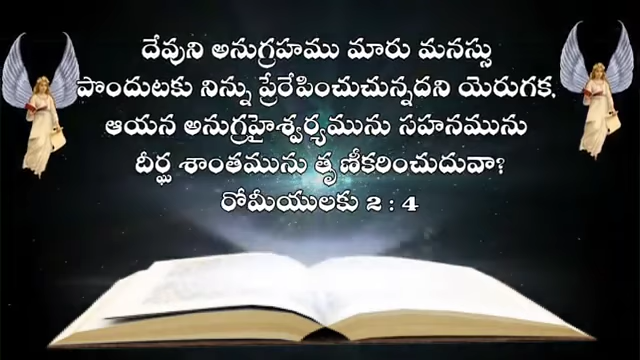 దేవుని అనుగ్రహము మారు మనస్సు
పొందుటకు నిన్ను ప్రేరేపించుచున్నదని యెరుగక,
ఆయన అనుగ్రహైశ్వర్యమును సహనమును
దీర్ఘ శాంతమును తృ ణీకరించుదువా?
రోమీయులకు 2 : 4